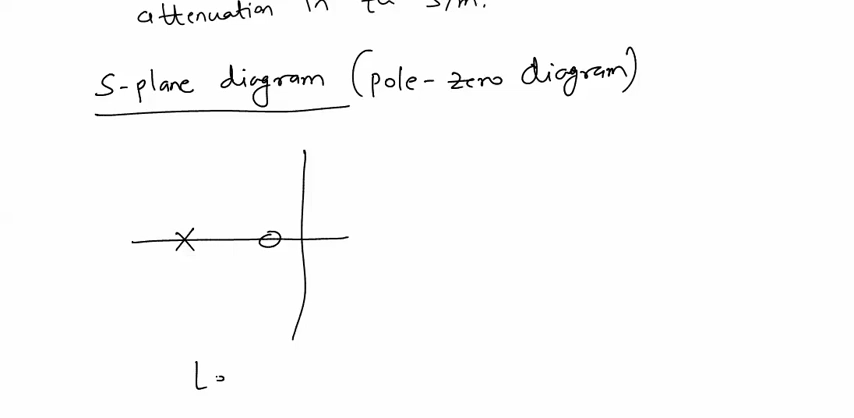 attenuation in the s/m.
S-plane diagram (pole-zero diagram)